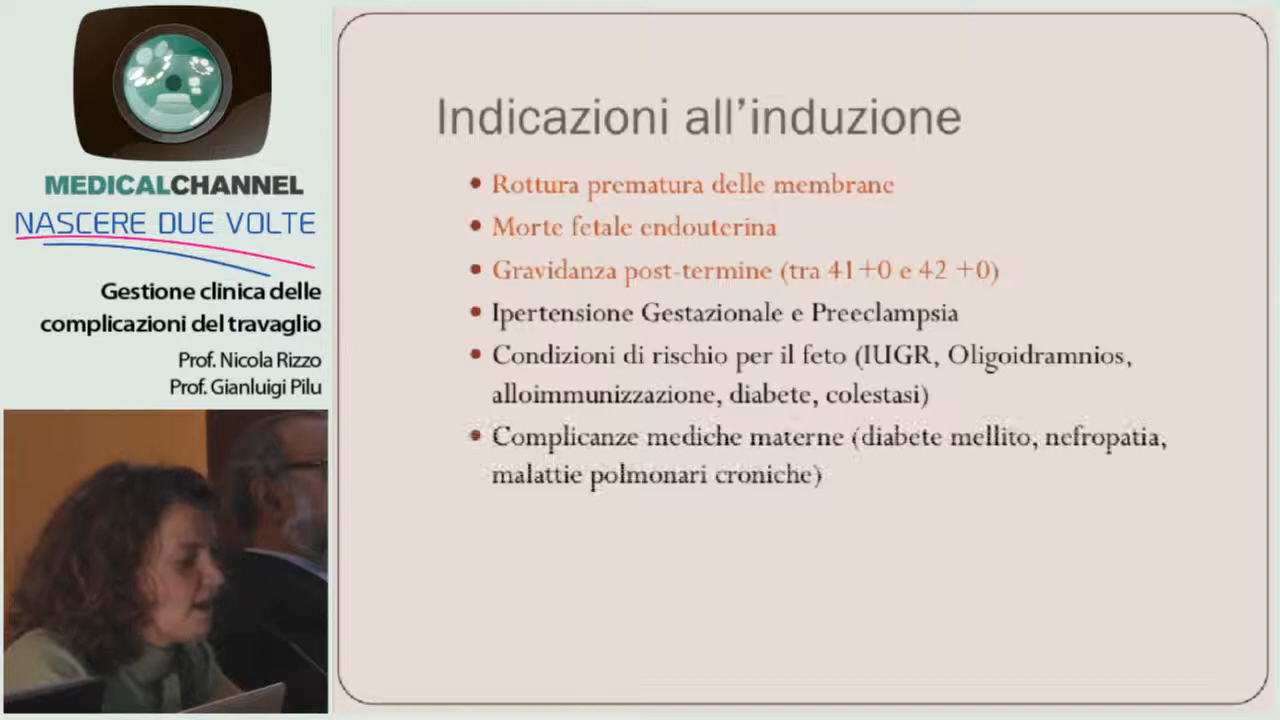 MEDICALCHANNEL
NASCERE DUE VOLTE
Gestione clinica delle
complicazioni del travaglio
Prof. Nicola Rizzo
Prof. Gianluigi Pilu
Indicazioni all'induzione
• Rottura prematura delle membrane
• Morte fetale endouterina
• Gravidanza post-termine (tra 41+0 e 42 +0)
• Ipertensione Gestazionale e Preeclampsia
• Condizioni di rischio per il feto (IUGR, Oligoidramnios,
alloimmunizzazione, diabete, colestasi)
• Complicanze mediche materne (diabete mellito, nefropatia,
malattie polmonari croniche)